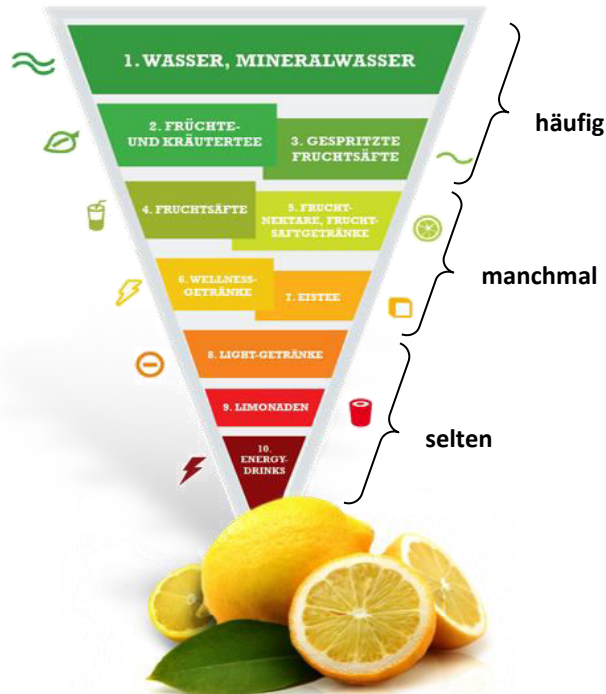 1. WASSER, MINERALWASSER
2. FRÜCHTE-
UND KRÄUTERTEE
3. GESPRITZTE
FRUCHTSÄFTE
häufig
4. FRUCHTSÄFTE
5. FRUCHT-
NEKTARE, FRUCHT-
SAFTGETRÄNKE
6. WELLNESS-
GETRÄNKE
7. EISTEE
manchmal
8. LIGHT-GETRÄNKE
9. LIMONADEN
10.
ENERGY-
DRINKS
selten